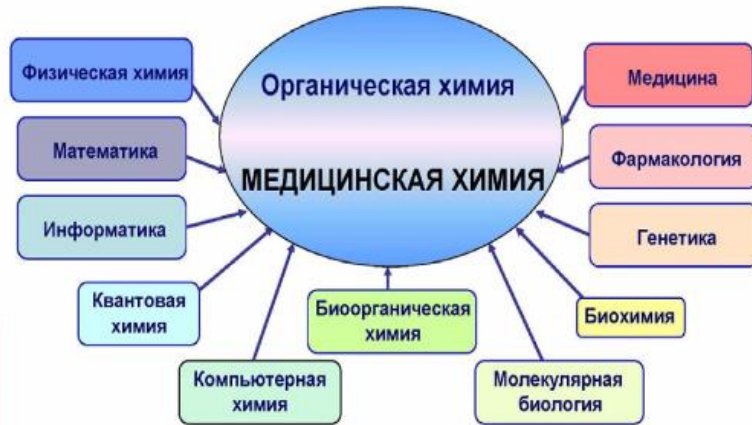 Органическая химия
МЕДИЦИНСКАЯ ХИМИЯ
Физическая химия
Математика
Информатика
Квантовая
химия
Компьютерная
химия
Биоорганическая
химия
Молекулярная
биология
Биохимия
Генетика
Фармакология
Медицина